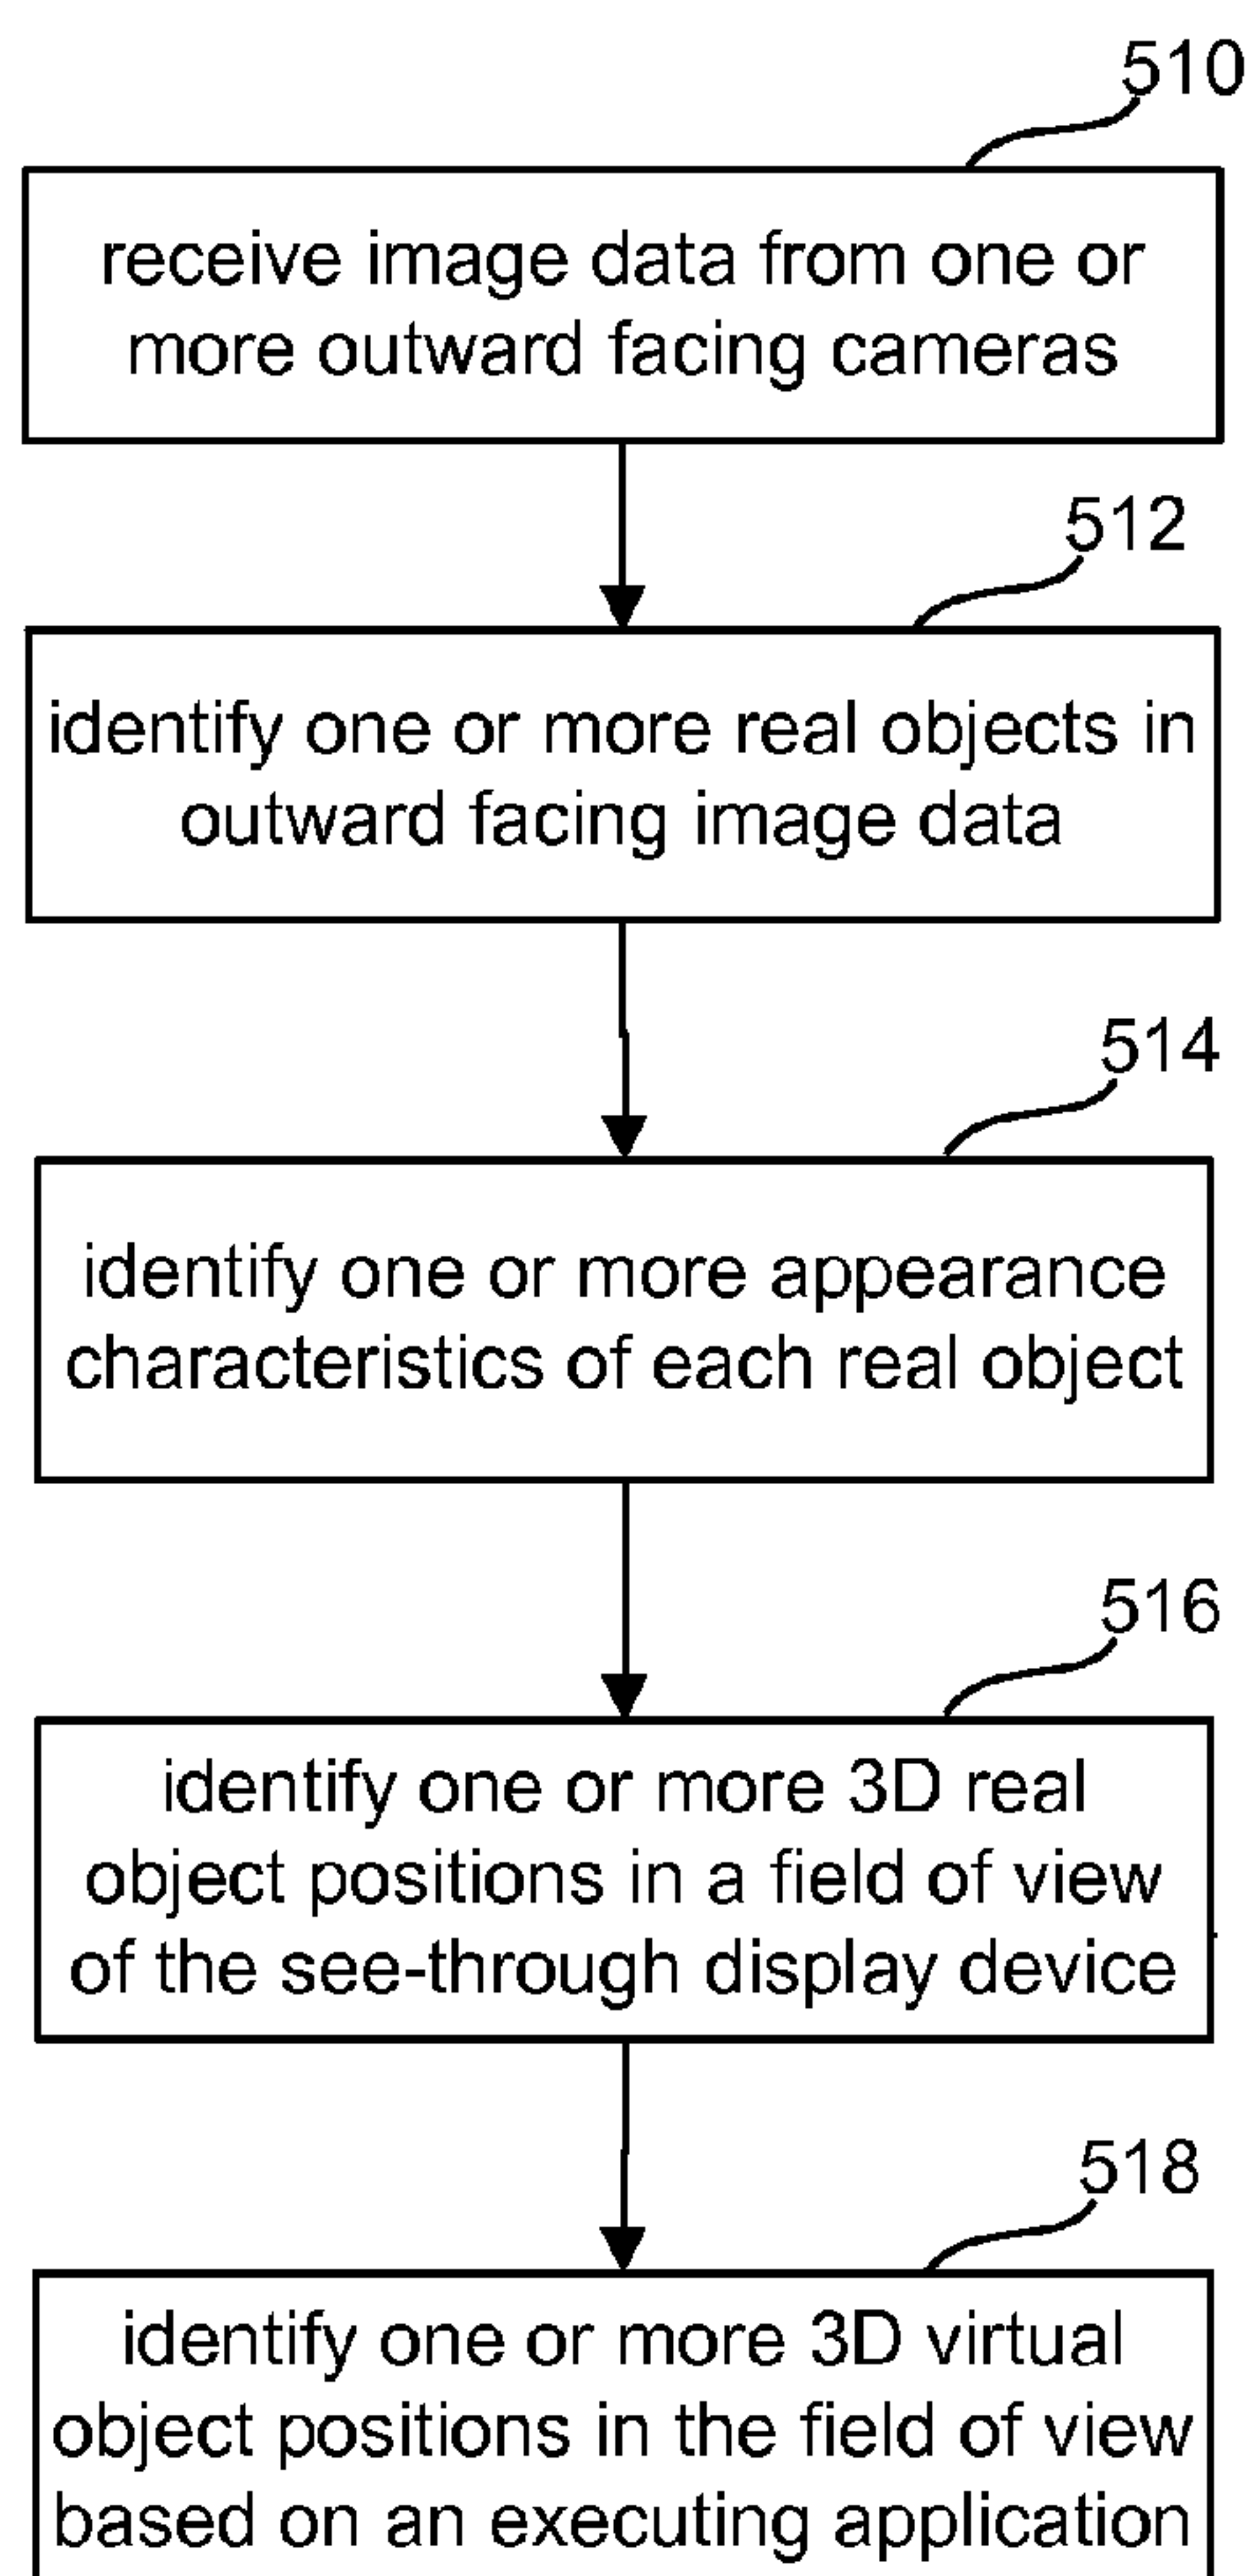 510
receive image data from one or
more outward facing cameras
512
identify one or more real objects in
outward facing image data
514
identify one or more appearance
characteristics of each real object
516
identify one or more 3D real
object positions in a field of view
of the see-through display device
518
identify one or more 3D virtual
object positions in the field of view
based on an executing application